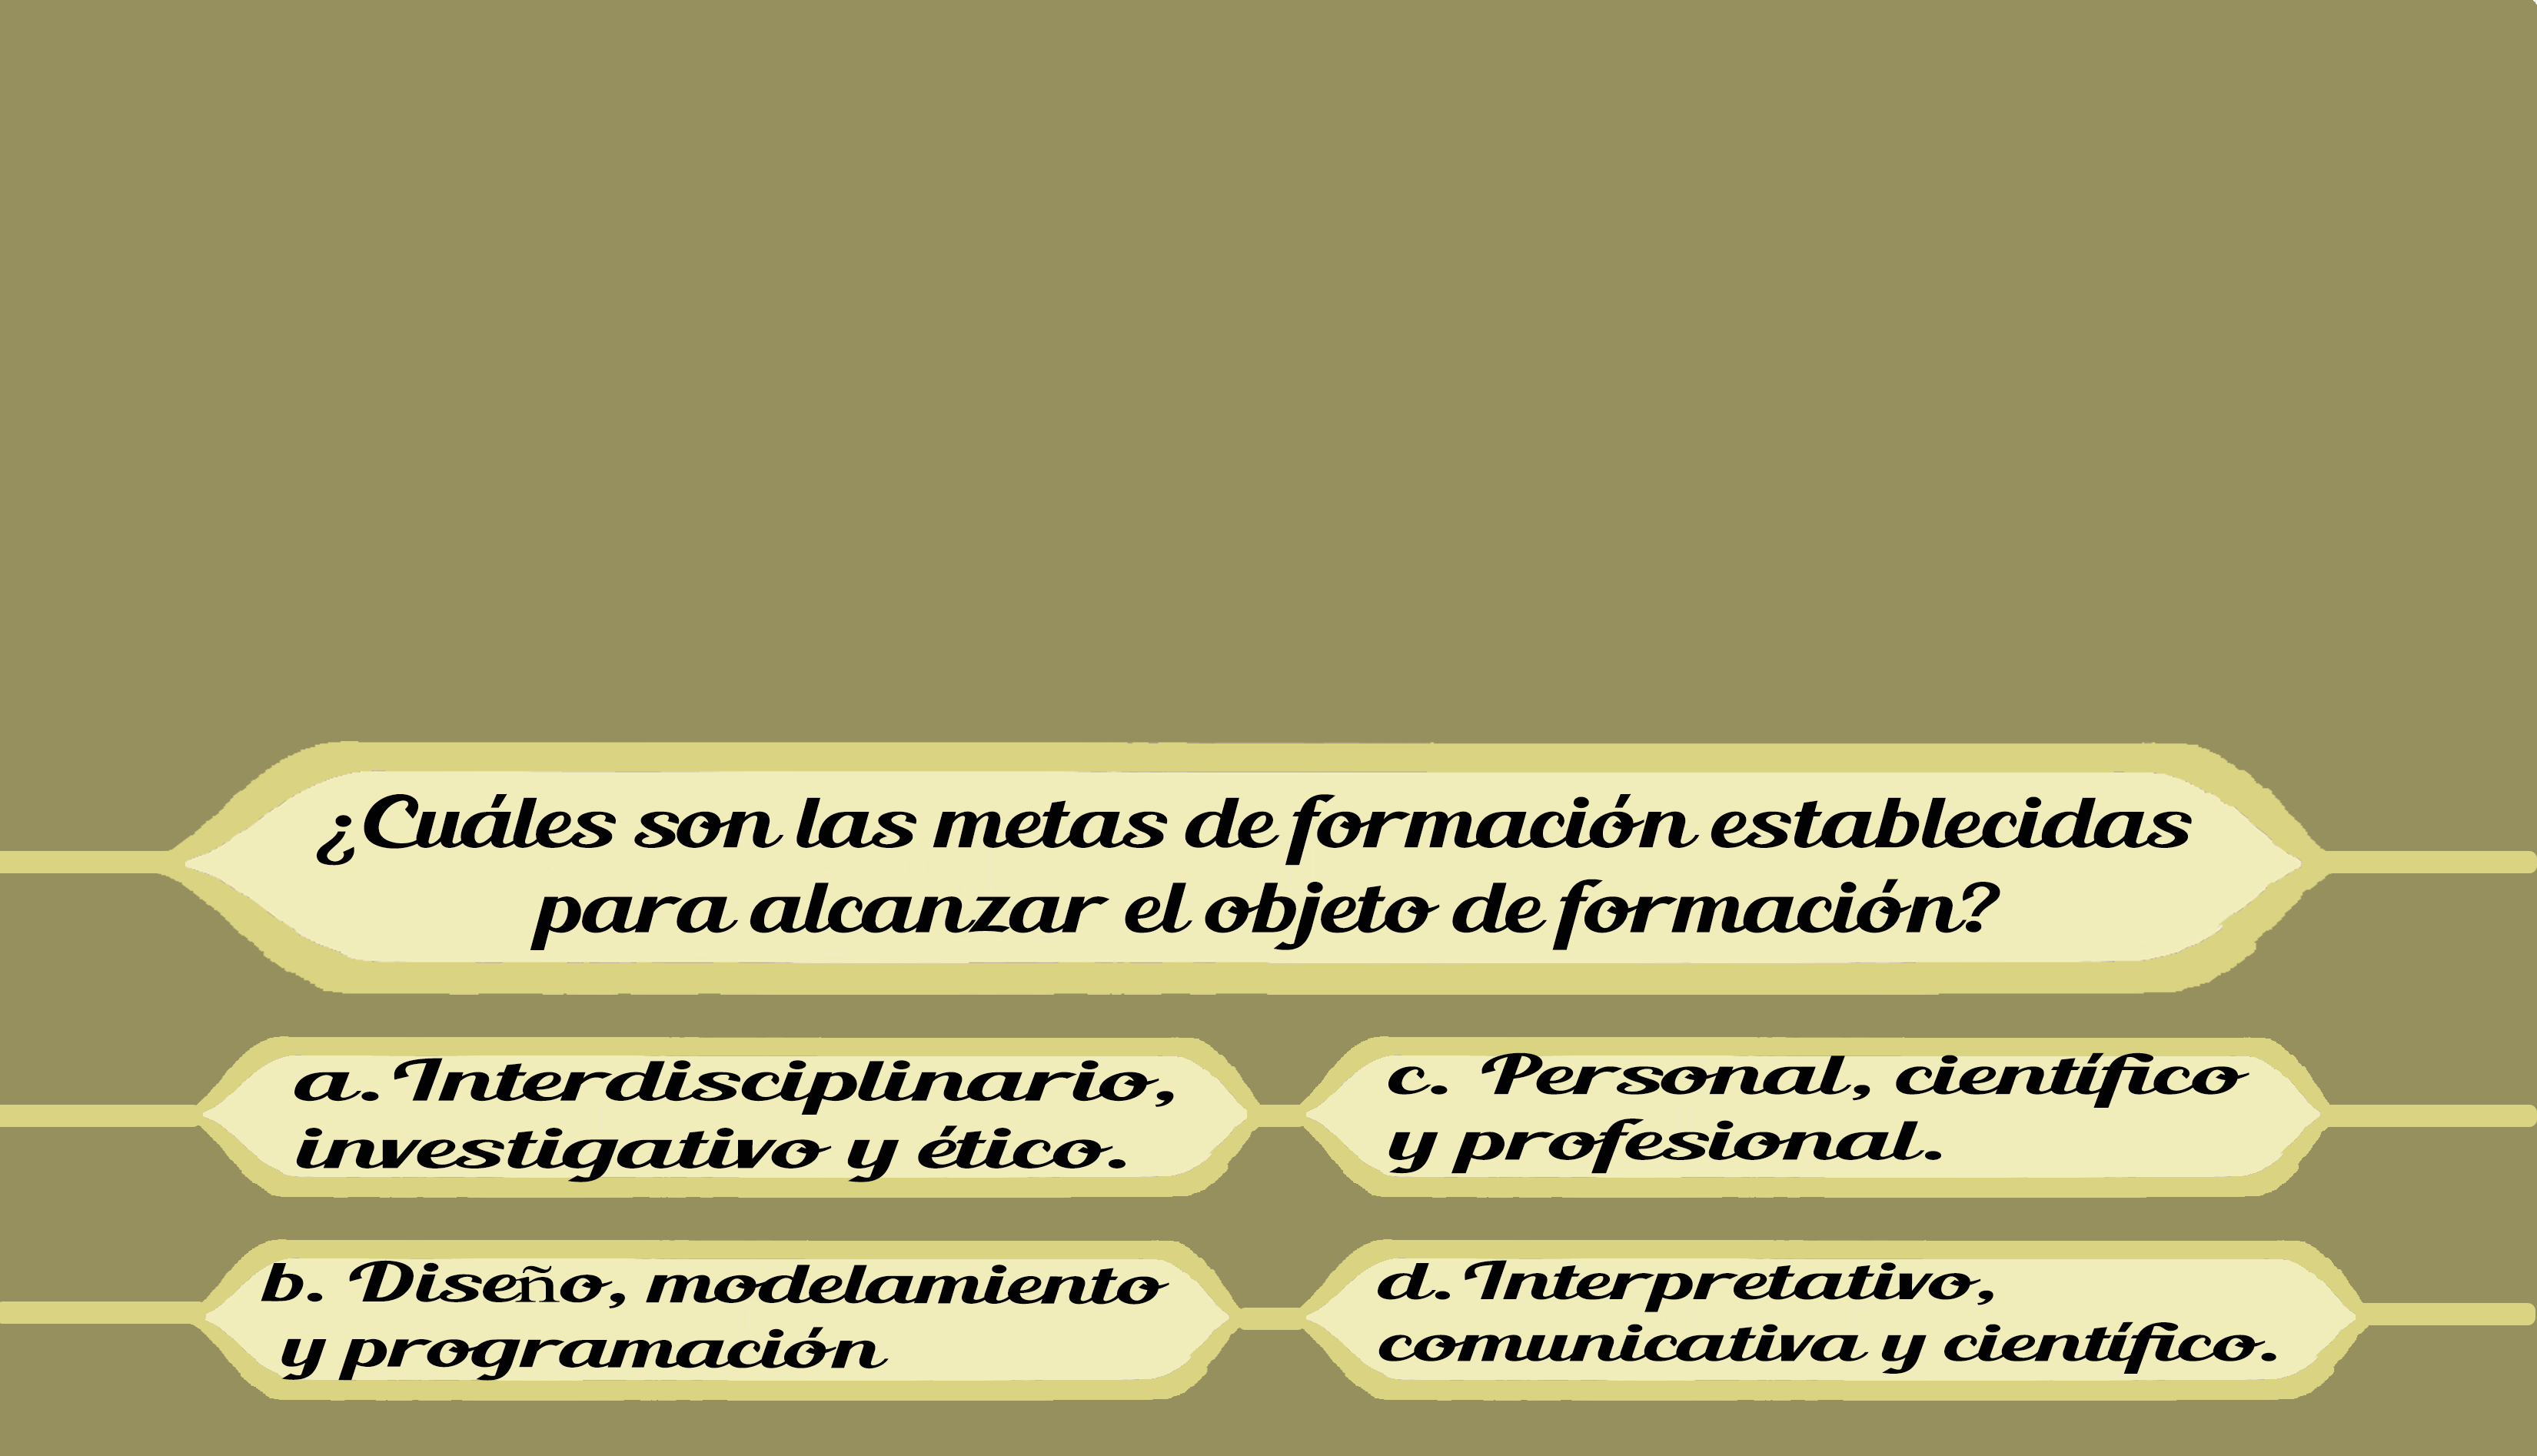 ¿Cuáles son las metas de formación establecidas
para alcanzar el objeto de formación?
a. Interdisciplinario,
investigativo y ético.
c. Personal, científico
y profesional.
b. Diseño, modelamiento
y programación
d. Interpretativo,
comunicativa y científico.